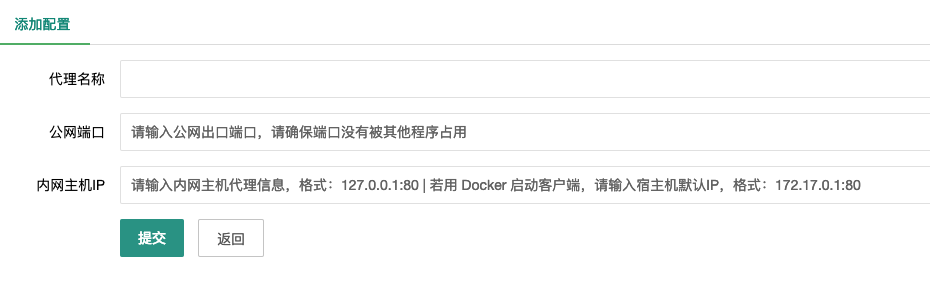 添加配置
代理名称
公网端口 请输入公网出口端口，请确保端口没有被其他程序占用
内网主机IP 请输入内网主机代理信息，格式：127.0.0.1:80 | 若用 Docker 启动客户端，请输入宿主机默认IP，格式：172.17.0.1:80
提交 返回